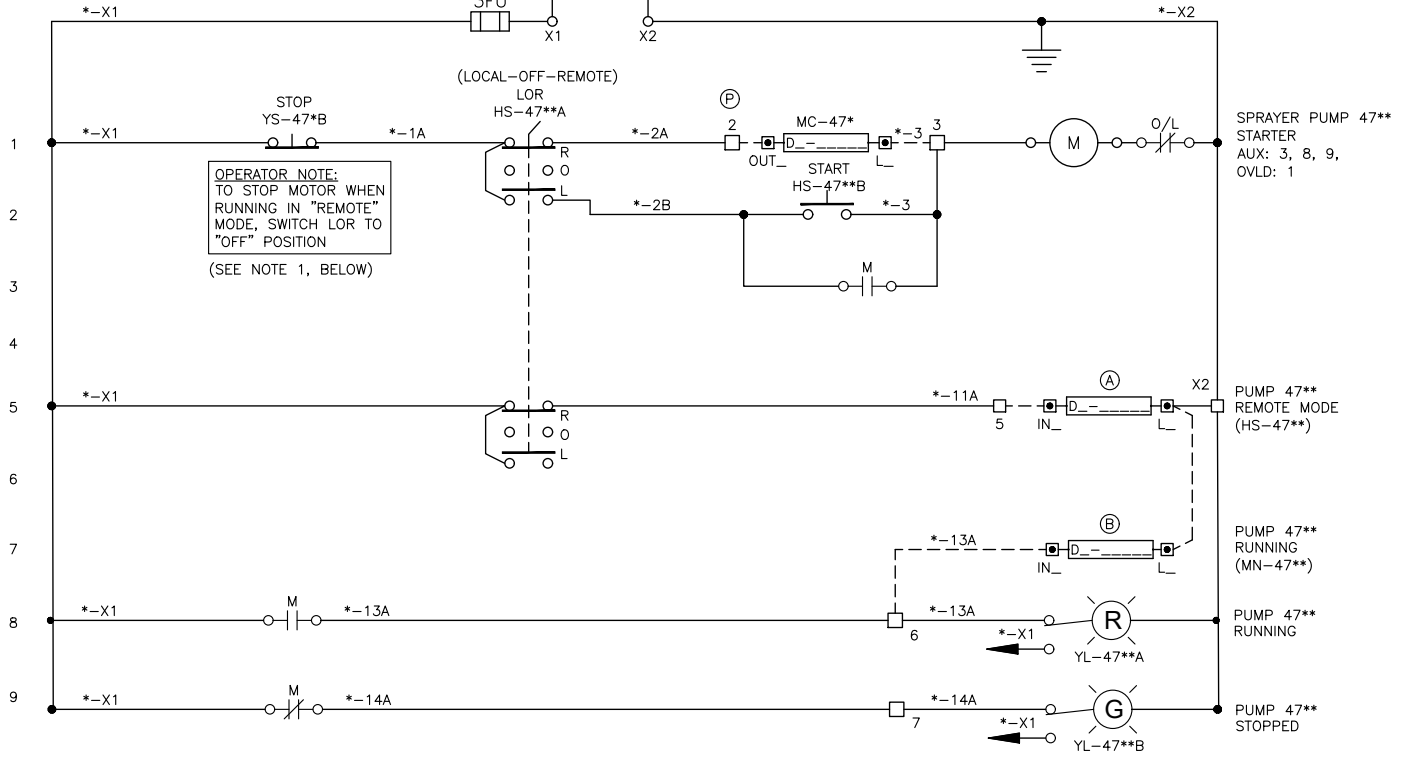 *-X1
X1
X2
*-X2
(LOCAL-OFF-REMOTE)
LOR
HS-47**A
STOP
YS-47*B
1
*-X1
*-1A
*-2A
P
2
MC-47*
D_-_____
OUT_
L_
*-3
3
M
O/L
SPRAYER PUMP 47**
STARTER
AUX: 3, 8, 9,
OVLD: 1
R
O
L
OPERATOR NOTE:
TO STOP MOTOR WHEN
RUNNING IN "REMOTE"
MODE, SWITCH LOR TO
"OFF" POSITION
(SEE NOTE 1, BELOW)
START
HS-47**B
2
*-2B
*-3
3
M
4
5
*-X1
R
O
L
*-11A
5
IN_
A
D_-_____
L_
X2
PUMP 47**
REMOTE MODE
(HS-47**)
6
7
*-13A
IN_
B
D_-_____
L_
PUMP 47**
RUNNING
(MN-47**)
8
*-X1
M
*-13A
6
*-13A
*-X1
R
YL-47**A
PUMP 47**
RUNNING
9
*-X1
M
*-14A
7
*-14A
*-X1
G
YL-47**B
PUMP 47**
STOPPED